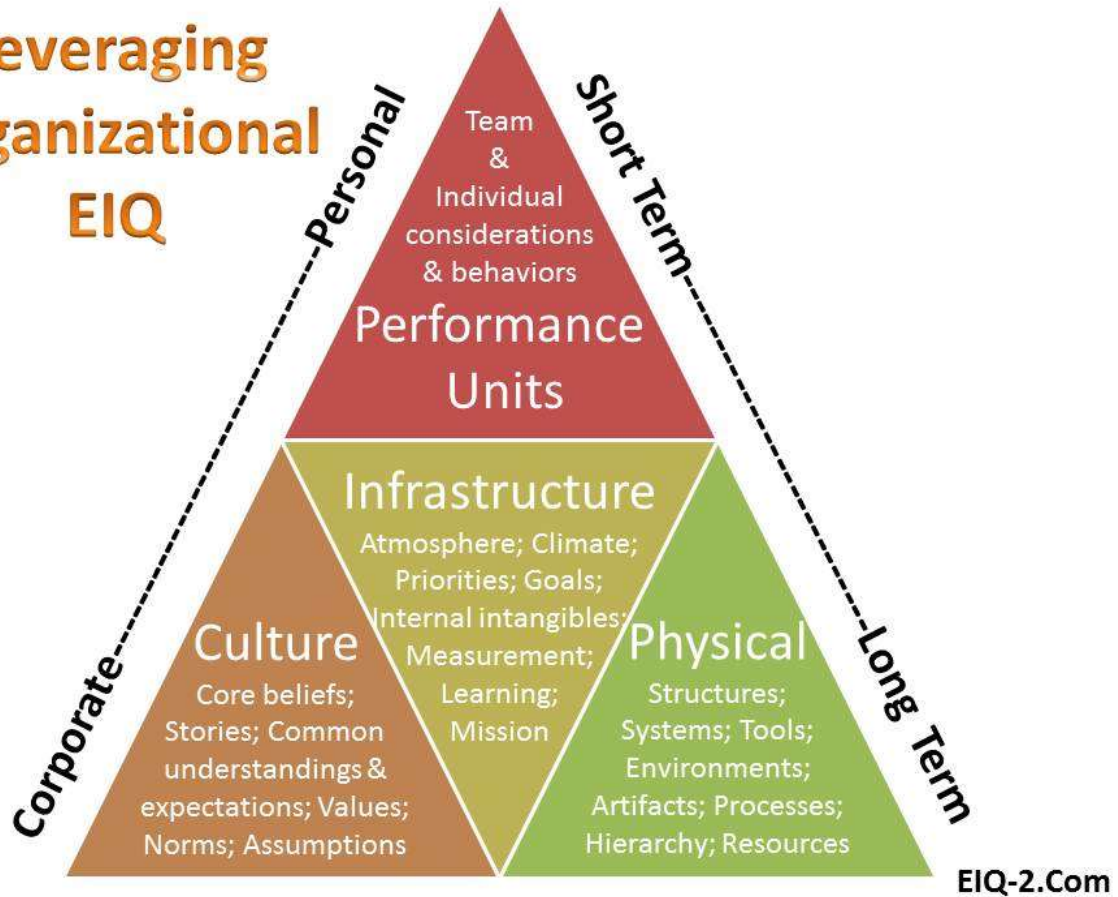 everaging
ganizational
EIQ
Corporate-----------------------Personal
Short Term-----------------------Long Term
Team
&
Individual
considerations
& behaviors
Performance
Units
Infrastructure
Atmosphere; Climate;
Priorities; Goals;
Internal intangibles;
Measurement;
Learning;
Mission
Culture
Core beliefs;
Stories; Common
understandings &
expectations; Values;
Norms; Assumptions
Physical
Structures;
Systems; Tools;
Environments;
Artifacts; Processes;
Hierarchy; Resources
EIQ-2.Com